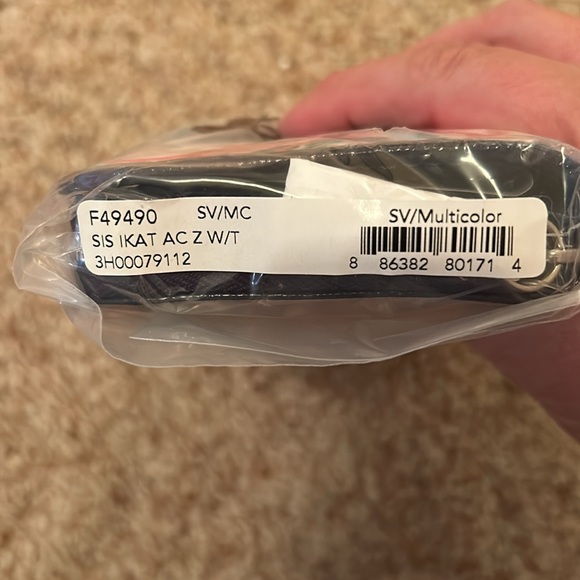 F49490 SV/MC
SIS IKAT AC Z W/T
3H00079112
SV/Multicolor
8 86382 80171 4